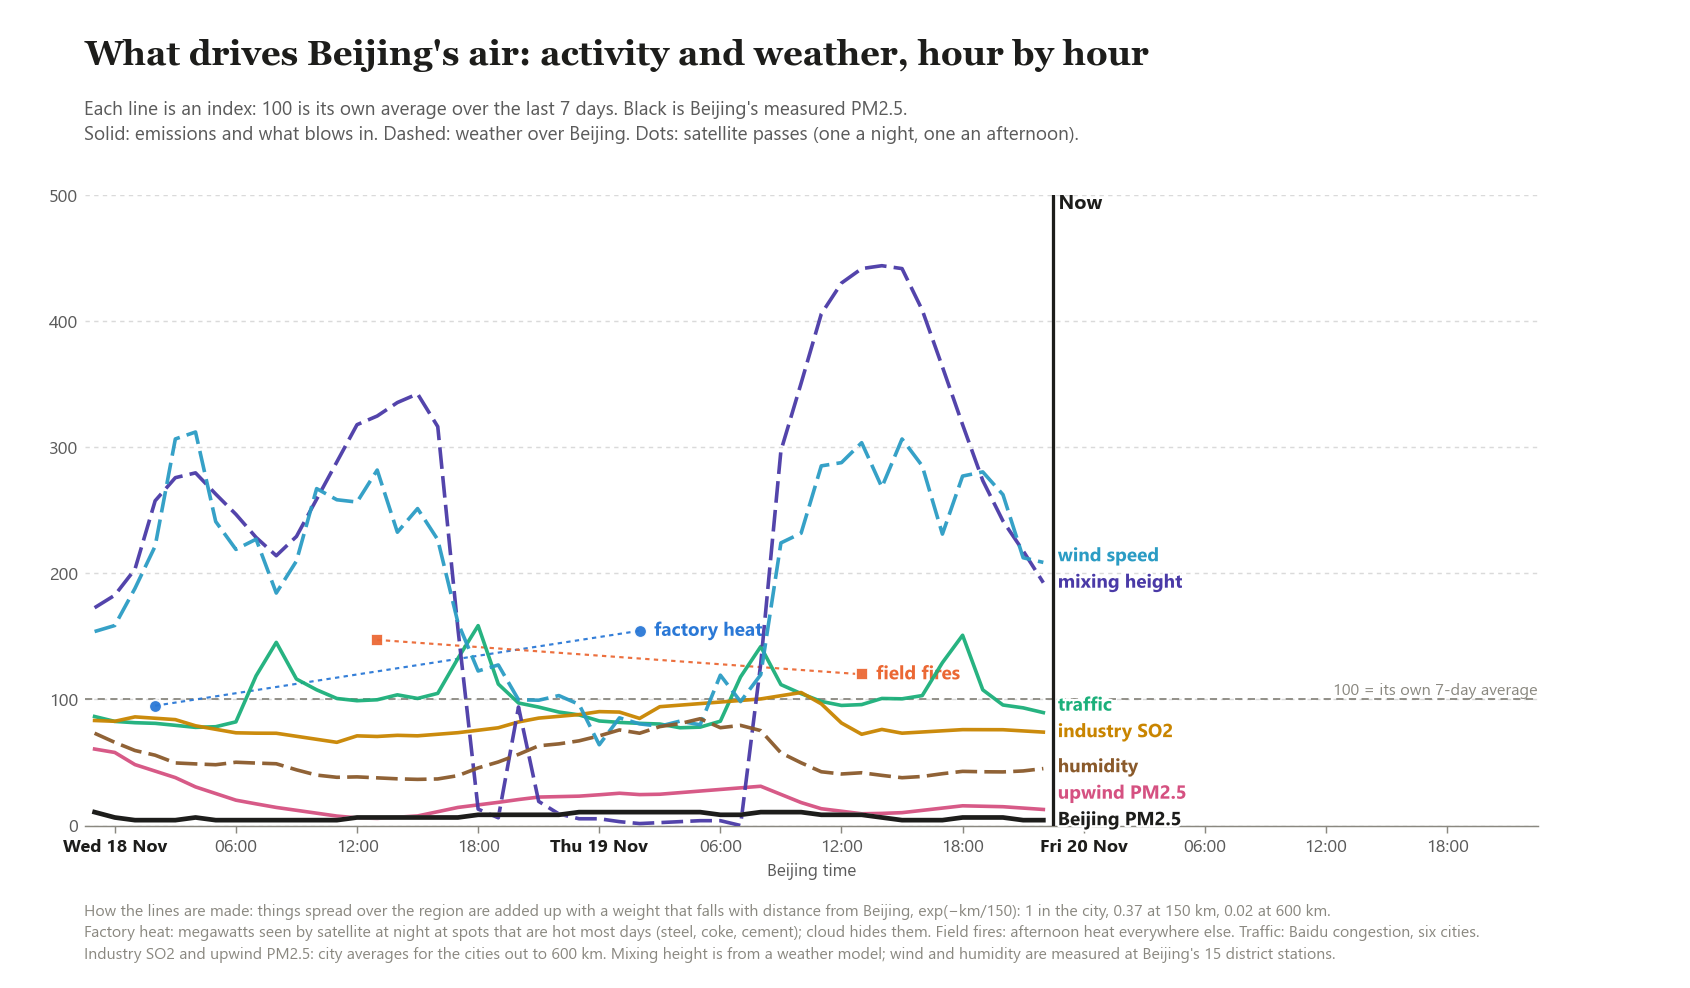 What drives Beijing's air: activity and weather, hour by hour
Each line is an index: 100 is its own average over the last 7 days. Black is Beijing's measured PM2.5.
Solid: emissions and what blows in. Dashed: weather over Beijing. Dots: satellite passes (one a night, one an afternoon).
500
Now
400
300
wind speed
200
mixing height
factory heat
field fires
100 = its own 7-day average
100
traffic
industry SO2
humidity
upwind PM2.5
Beijing PM2.5
0
Wed 18 Nov 06:00 12:00 18:00 Thu 19 Nov 06:00 12:00 18:00 Fri 20 Nov 06:00 12:00 18:00
Beijing time
How the lines are made: things spread over the region are added up with a weight that falls with distance from Beijing, exp(−km/150): 1 in the city, 0.37 at 150 km, 0.02 at 600 km.
Factory heat: megawatts seen by satellite at night at spots that are hot most days (steel, coke, cement); cloud hides them. Field fires: afternoon heat everywhere else. Traffic: Baidu congestion, six cities.
Industry SO2 and upwind PM2.5: city averages for the cities out to 600 km. Mixing height is from a weather model; wind and humidity are measured at Beijing's 15 district stations.